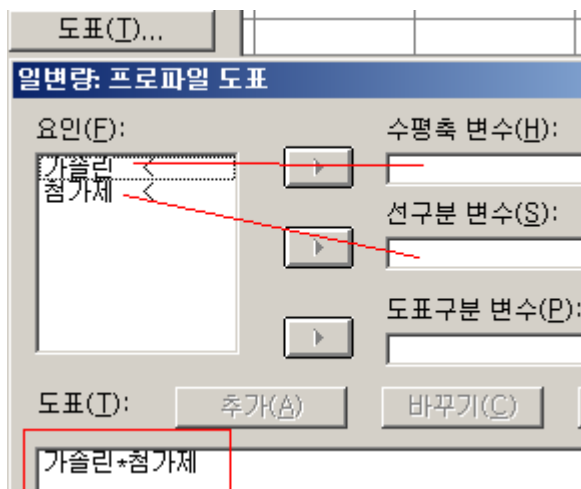 도표(T)...
일변량: 프로파일 도표
요인(F):
수평축 변수(H):
가솔린
첨가제
선구분 변수(S):
도표구분 변수(P):
도표(T):
추가(A)
바꾸기(C)
가솔린*첨가제